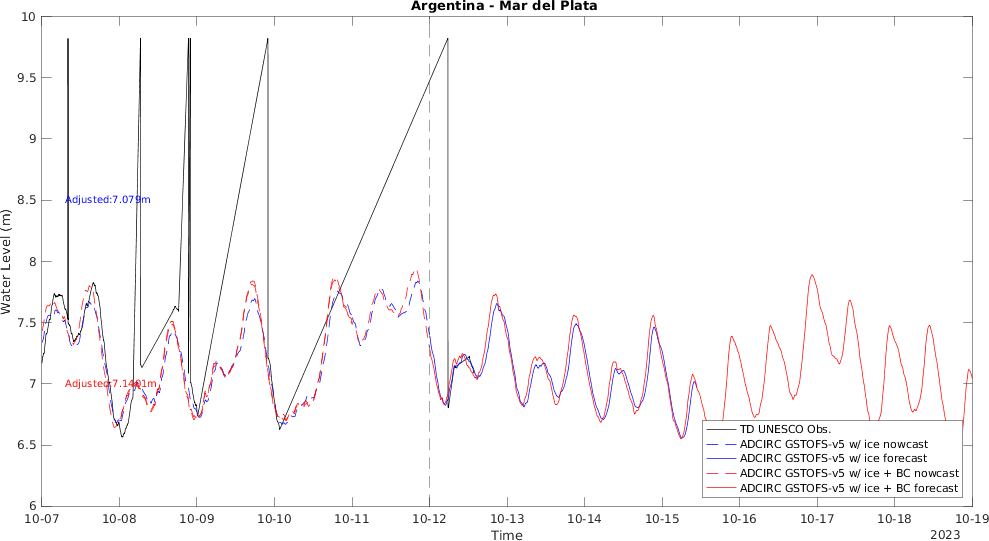 Argentina - Mar del Plata
10
9.5
9
8.5
8
7.5
7
6.5
6
Water Level (m)
Adjusted:7.079m
Adjusted:7.1401m
TD UNESCO Obs.
ADCIRC GSTOFS-v5 w/ ice nowcast
ADCIRC GSTOFS-v5 w/ ice forecast
ADCIRC GSTOFS-v5 w/ ice + BC nowcast
ADCIRC GSTOFS-v5 w/ ice + BC forecast
10-07 10-08 10-09 10-10 10-11 10-12 10-13 10-14 10-15 10-16 10-17 10-18 10-19
Time
2023